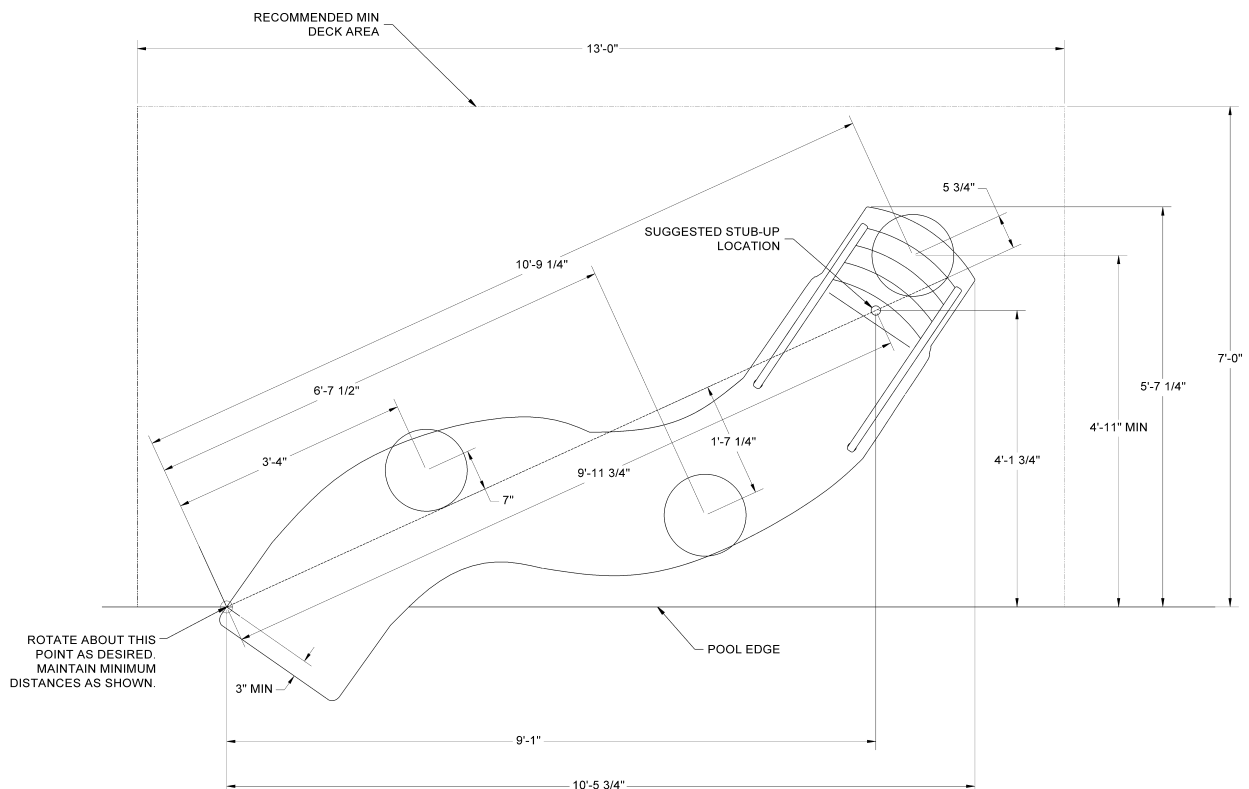 RECOMMENDED MIN
DECK AREA
13'-0"
5 3/4"
SUGGESTED STUB-UP
LOCATION
10'-9 1/4"
7'-0"
5'-7 1/4"
6'-7 1/2"
4'-11" MIN
1'-7 1/4"
3'-4"
4'-1 3/4"
9'-11 3/4"
7"
ROTATE ABOUT THIS
POINT AS DESIRED.
MAINTAIN MINIMUM
DISTANCES AS SHOWN.
POOL EDGE
3" MIN
9'-1"
10'-5 3/4"